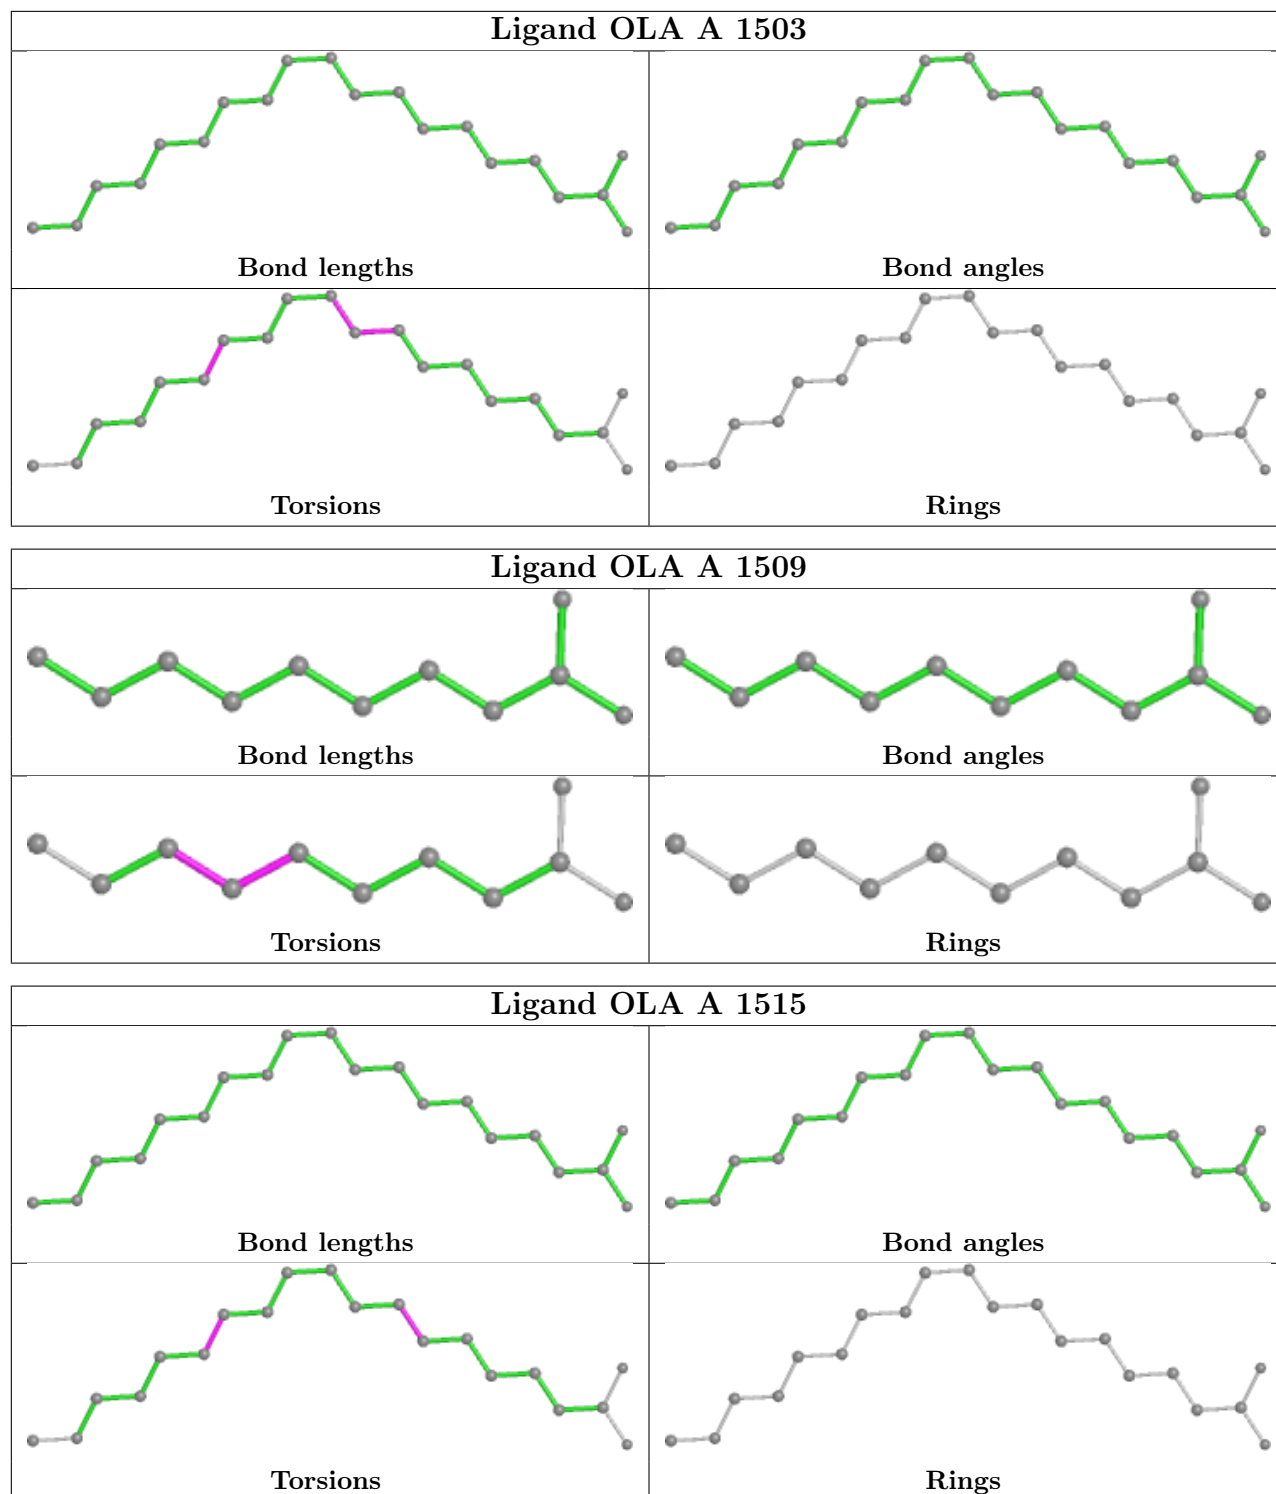 Ligand OLA A 1503
Bond lengths
Bond angles
Torsions
Rings
Ligand OLA A 1509
Bond lengths
Bond angles
Torsions
Rings
Ligand OLA A 1515
Bond lengths
Bond angles
Torsions
Rings